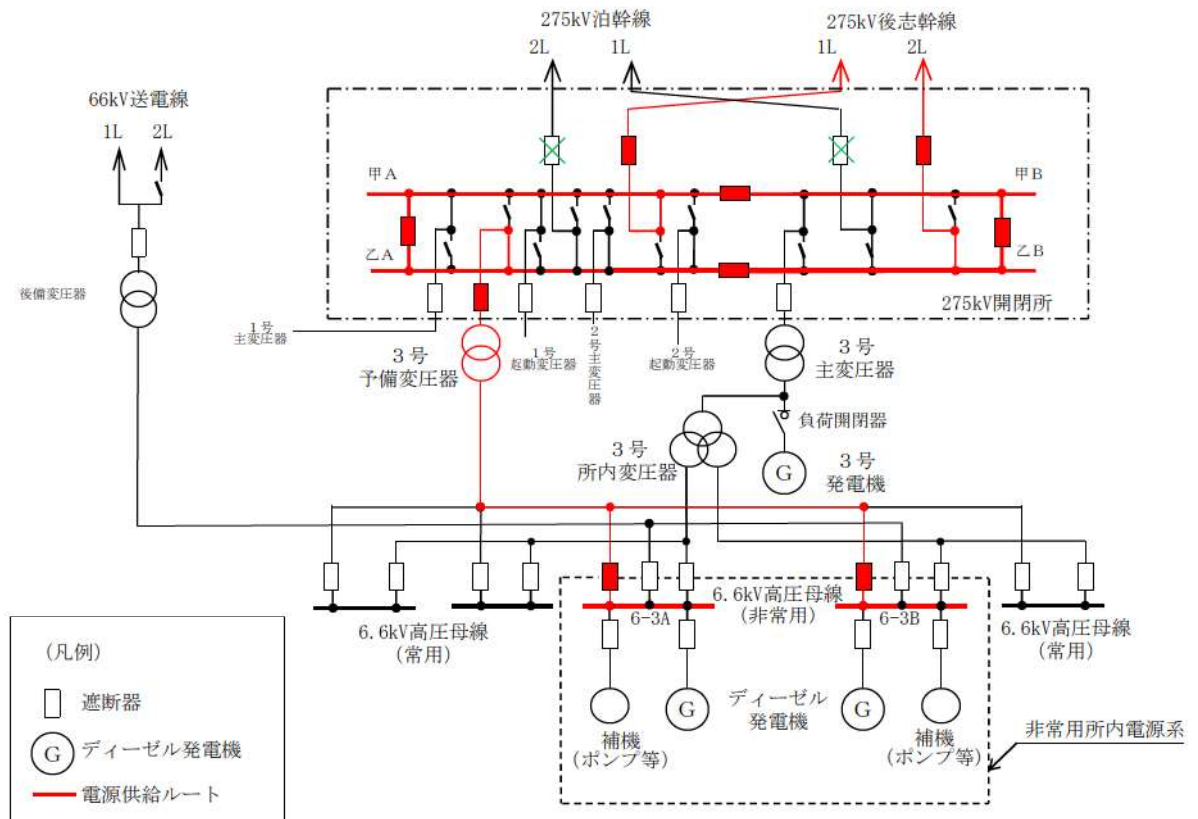 275kV泊幹線
275kV後志幹線
2L
1L
1L
2L
66kV送電線
1L
2L
甲A
甲B
乙A
乙B
後備変圧器
275kV開閉所
1号
主変圧器
3号
予備変圧器
1号
起動変圧器
2号主変圧器
2号
起動変圧器
3号
主変圧器
負荷開閉器
3号
所内変圧器
G
3号
発電機
6.6kV高圧母線
(常用)
6-3A
6.6kV高圧母線
(非常用)
6-3B
6.6kV高圧母線
(常用)
G
ディーゼル
発電機
G
補機
(ポンプ等)
補機
(ポンプ等)
非常用所内電源系
(凡例)
遮断器
G
ディーゼル発電機
電源供給ルート